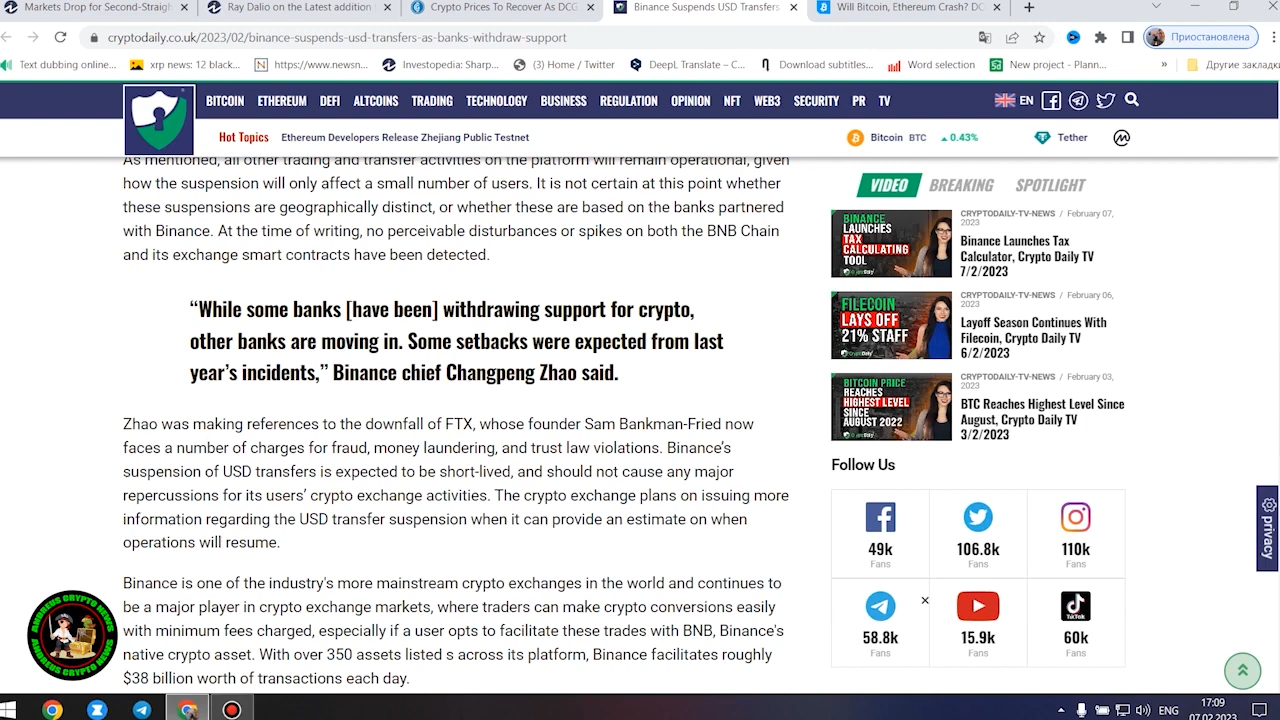 Markets Drop for Second-Straigh
Ray Dalio on the Latest addition
Crypto Prices To Recover As DCG
Binance Suspends USD Transfers
Will Bitcoin, Ethereum Crash? DC
cryptodaily.co.uk/2023/02/binance-suspends-usd-transfers-as-banks-withdraw-support
Приостановлена
Text dubbing online...
xrp news: 12 black...
https://www.newsn...
Investopedia: Sharp...
(3) Home / Twitter
DeepL Translate – C...
Download subtitles...
Word selection
New project - Plann...
»
Другие закладки
BITCOIN ETHEREUM DEFI ALTCOINS TRADING TECHNOLOGY BUSINESS REGULATION OPINION NFT WEB3 SECURITY PR TV
EN
Hot Topics Ethereum Developers Release Zhejiang Public Testnet
Bitcoin BTC ▲0.43%
Tether
As mentioned, all other trading and transfer activities on the platform will remain operational, given
how the suspension will only affect a small number of users. It is not certain at this point whether
these suspensions are geographically distinct, or whether these are based on the banks partnered
with Binance. At the time of writing, no perceivable disturbances or spikes on both the BNB Chain
and its exchange smart contracts have been detected.
“While some banks [have been] withdrawing support for crypto,
other banks are moving in. Some setbacks were expected from last
year’s incidents,” Binance chief Changpeng Zhao said.
Zhao was making references to the downfall of FTX, whose founder Sam Bankman-Fried now
faces a number of charges for fraud, money laundering, and trust law violations. Binance’s
suspension of USD transfers is expected to be short-lived, and should not cause any major
repercussions for its users’ crypto exchange activities. The crypto exchange plans on issuing more
information regarding the USD transfer suspension when it can provide an estimate on when
operations will resume.
Binance is one of the industry's more mainstream crypto exchanges in the world and continues to
be a major player in crypto exchange markets, where traders can make crypto conversions easily
with minimum fees charged, especially if a user opts to facilitate these trades with BNB, Binance's
native crypto asset. With over 350 assets listed s across its platform, Binance facilitates roughly
$38 billion worth of transactions each day.
VIDEO BREAKING SPOTLIGHT
BINANCE
LAUNCHES
TAX
CALCULATING
TOOL
CRYPTODAILY-TV-NEWS / February 07,
2023
Binance Launches Tax
Calculator, Crypto Daily TV
7/2/2023
FILECOIN
LAYS OFF
21% STAFF
CRYPTODAILY-TV-NEWS / February 06,
2023
Layoff Season Continues With
Filecoin, Crypto Daily TV
6/2/2023
BITCOIN PRICE
REACHES
HIGHEST LEVEL
SINCE
AUGUST 2022
CRYPTODAILY-TV-NEWS / February 03,
2023
BTC Reaches Highest Level Since
August, Crypto Daily TV
3/2/2023
Follow Us
49k
Fans
106.8k
Fans
110k
Fans
58.8k
Fans
15.9k
Fans
TikTok
60k
Fans
privacy
ANDREUS CRYPTO NEWS
ANDREUS CRYPTO NEWS
ENG
17:09
07.02.2023